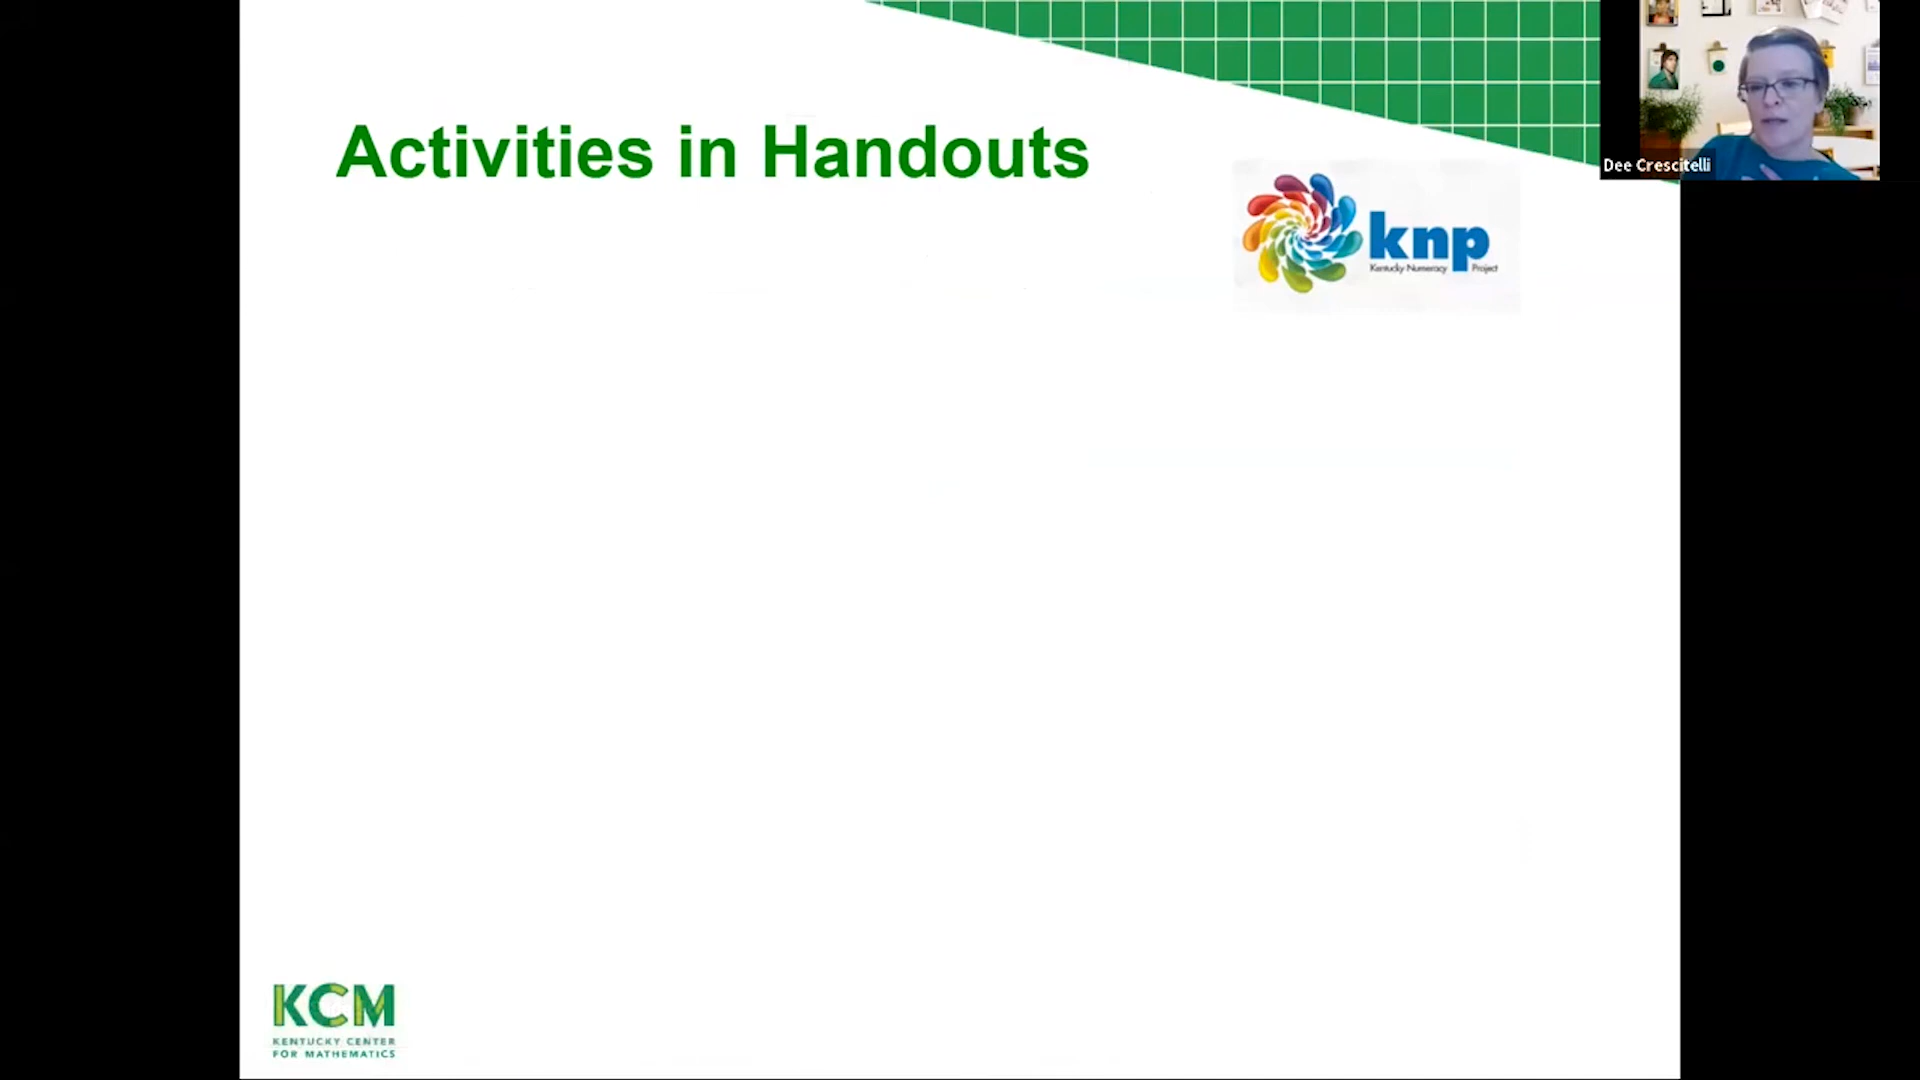 Activities in Handouts
Dee Crescitelli
knp
Kentucky Numeracy Project
KCM
KENTUCKY CENTER
FOR MATHEMATICS